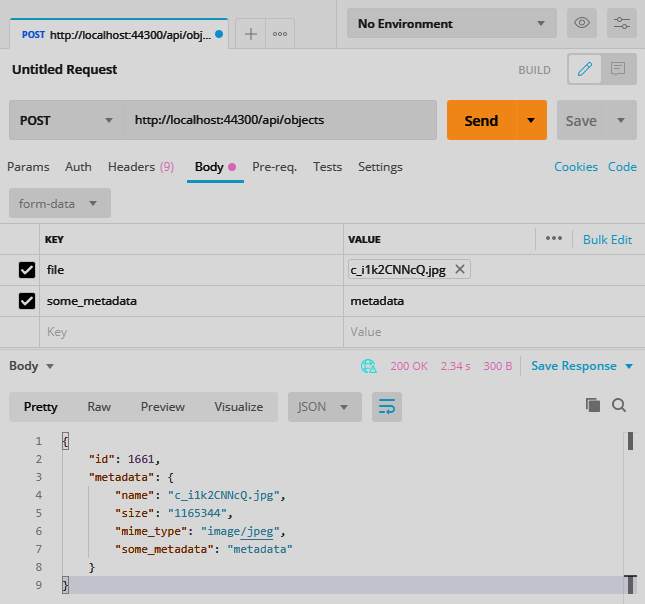 POST http://localhost:44300/api/obj...
No Environment
Untitled Request
BUILD
POST http://localhost:44300/api/objects Send Save
Params Auth Headers (9) Body Pre-req. Tests Settings Cookies Code
form-data
KEY VALUE ••• Bulk Edit
file c_i1k2CNNcQ.jpg
some_metadata metadata
Key Value
Body 200 OK 2.34 s 300 B Save Response
Pretty Raw Preview Visualize JSON
1 {
2 "id": 1661,
3 "metadata": {
4 "name": "c_i1k2CNNcQ.jpg",
5 "size": "1165344",
6 "mime_type": "image/jpeg",
7 "some_metadata": "metadata"
8 }
9 }